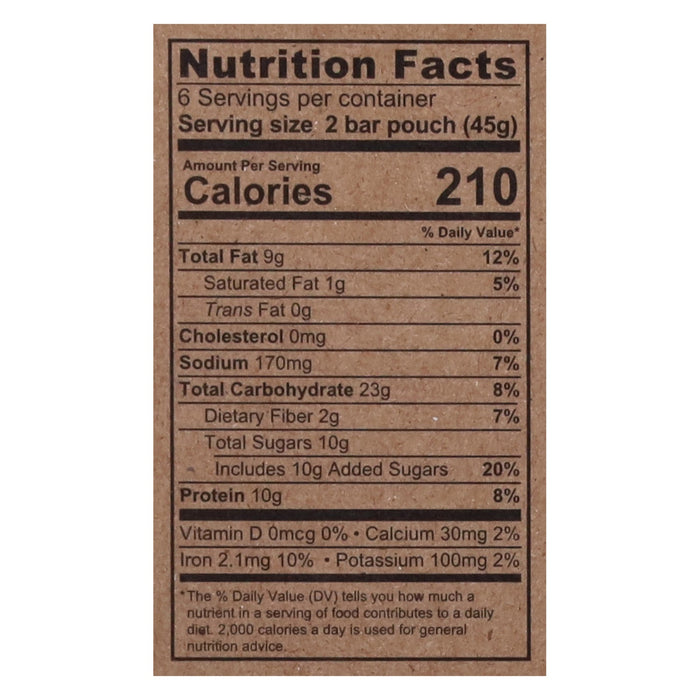 Nutrition Facts
6 Servings per container
Serving size 2 bar pouch (45g)
Amount Per Serving
Calories 210
% Daily Value*
Total Fat 9g 12%
Saturated Fat 1g 5%
Trans Fat 0g
Cholesterol 0mg 0%
Sodium 170mg 7%
Total Carbohydrate 23g 8%
Dietary Fiber 2g 7%
Total Sugars 10g
Includes 10g Added Sugars 20%
Protein 10g 8%
Vitamin D 0mcg 0% • Calcium 30mg 2%
Iron 2.1mg 10% • Potassium 100mg 2%
*The % Daily Value (DV) tells you how much a
nutrient in a serving of food contributes to a daily
diet. 2,000 calories a day is used for general
nutrition advice.